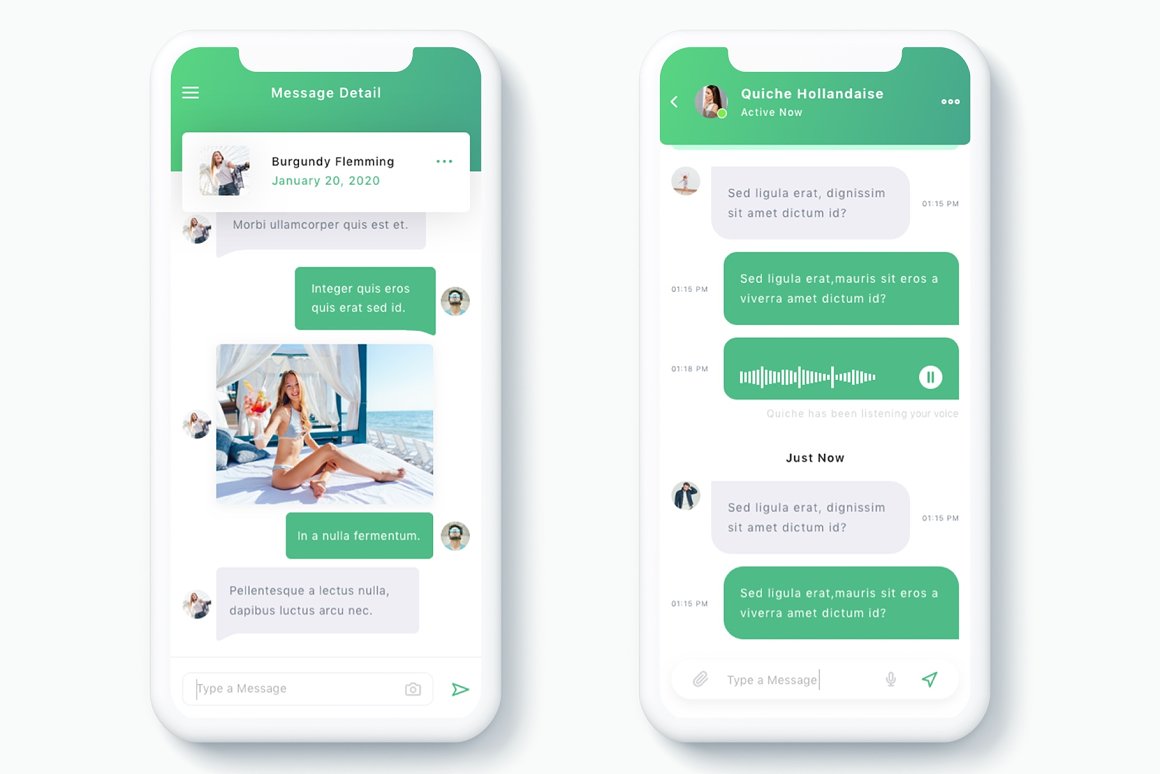 Message Detail
Burgundy Flemming
January 20, 2020
Morbi ullamcorper quis est et.
Integer quis eros
quis erat sed id.
In a nulla fermentum.
Pellentesque a lectus nulla,
dapibus luctus arcu nec.
Type a Message
Quiche Hollandaise
Active Now
Sed ligula erat, dignissim
sit amet dictum id?
01:15 PM
Sed ligula erat,mauris sit eros a
viverra amet dictum id?
01:15 PM
01:18 PM
Quiche has been listening your voice
Just Now
Sed ligula erat, dignissim
sit amet dictum id?
01:15 PM
Sed ligula erat,mauris sit eros a
viverra amet dictum id?
01:15 PM
Type a Message